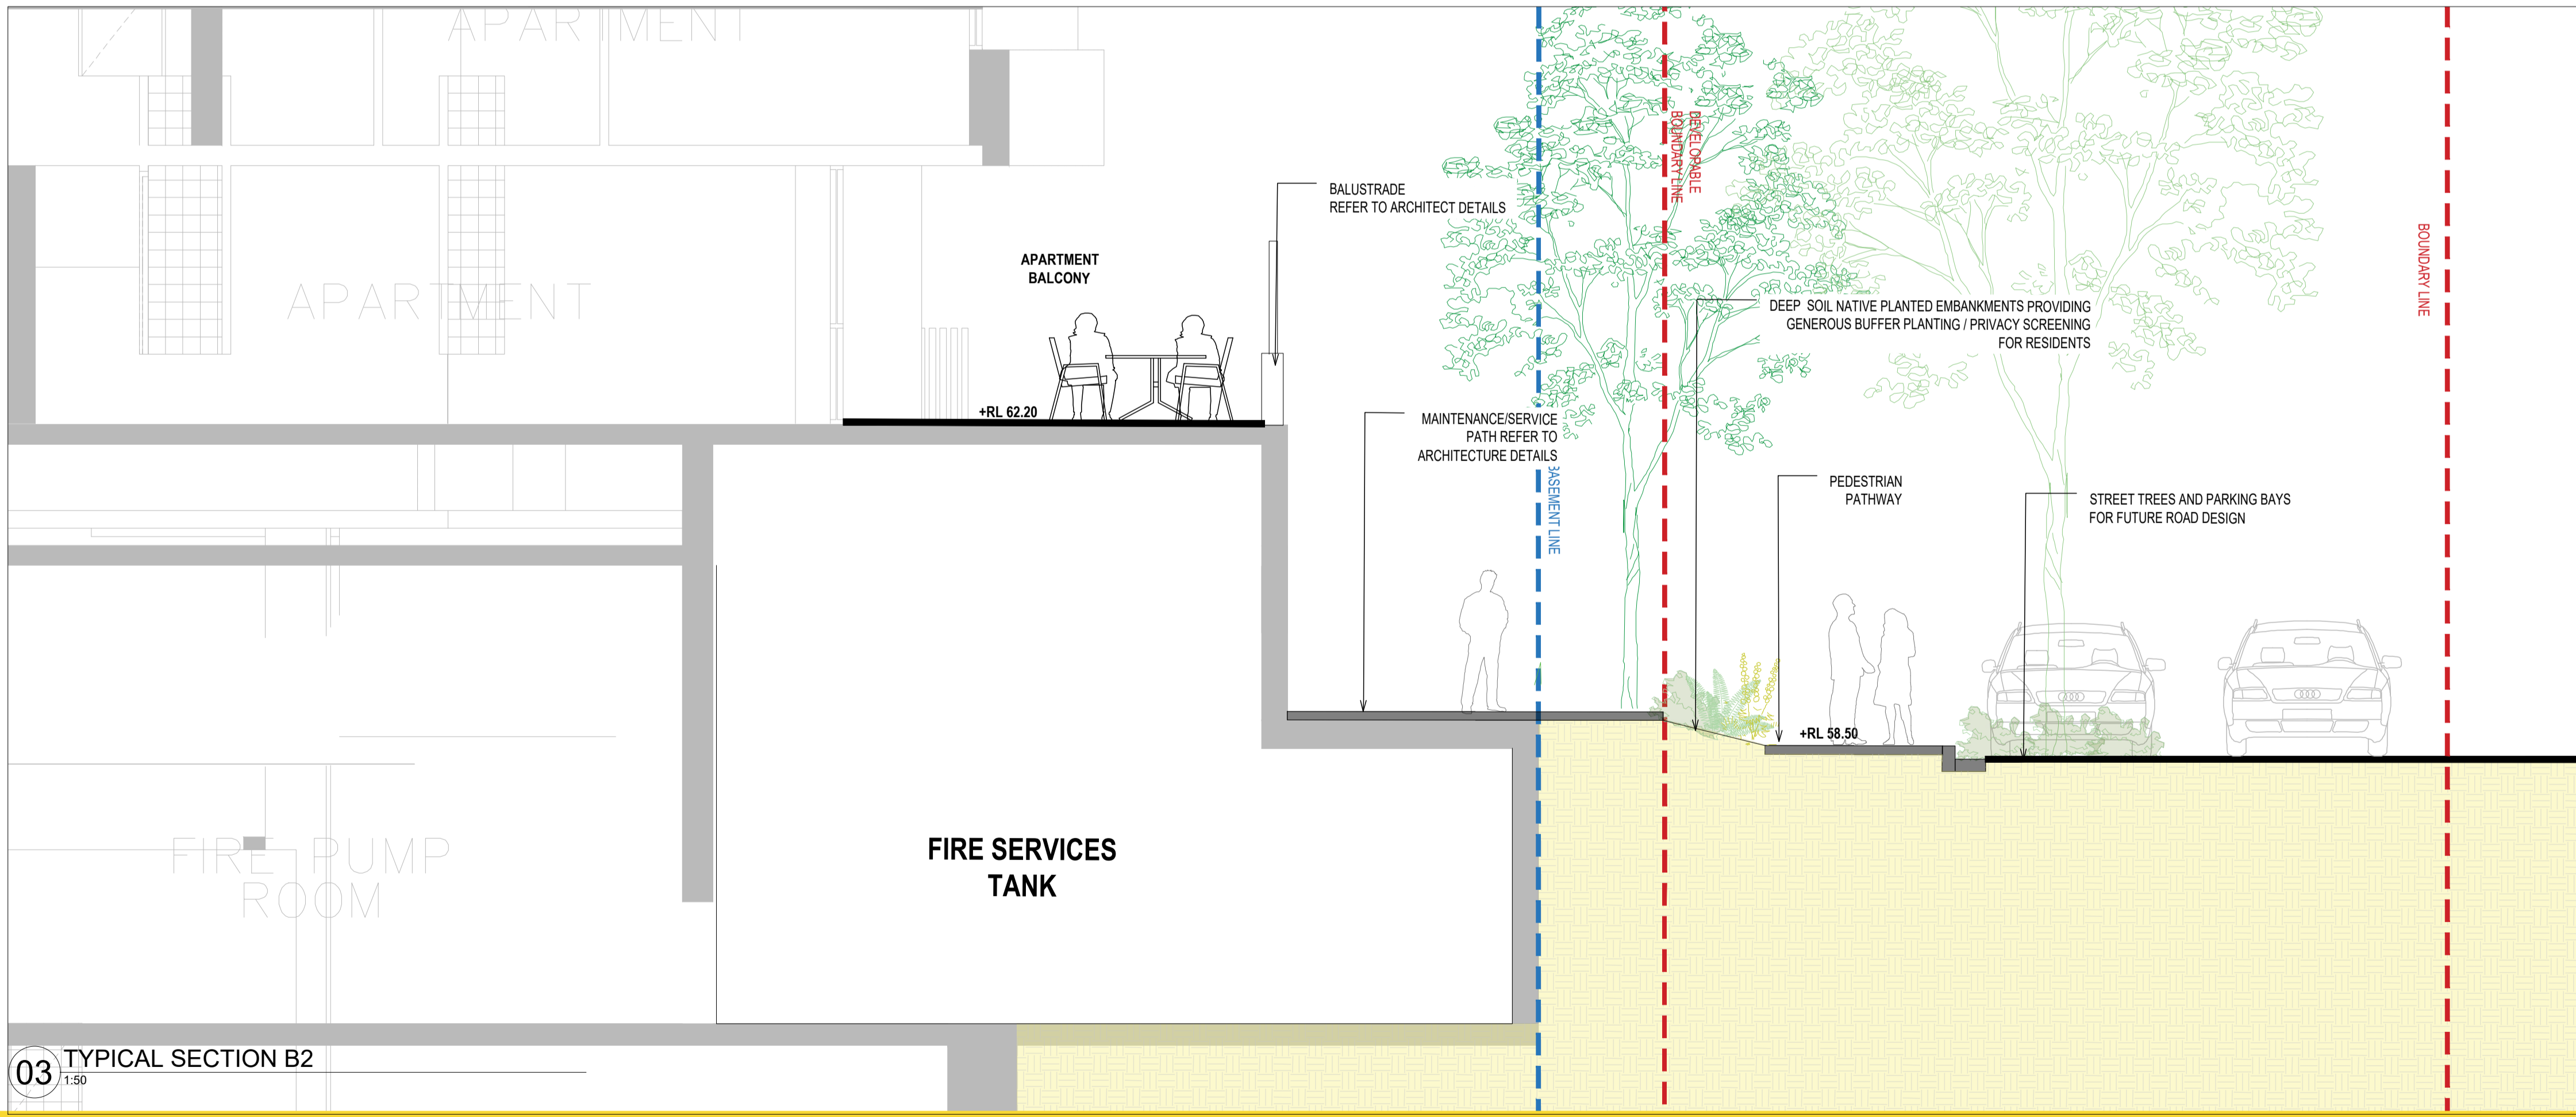 APARTMENT
BALUSTRADE
REFER TO ARCHITECT DETAILS
DEVELOPABLE
BOUNDARY LINE
BOUNDARY LINE
APARTMENT
BALCONY
APARTMENT
DEEP SOIL NATIVE PLANTED EMBANKMENTS PROVIDING
GENEROUS BUFFER PLANTING / PRIVACY SCREENING
FOR RESIDENTS
+RL 62.20
MAINTENANCE/SERVICE
PATH REFER TO
ARCHITECTURE DETAILS
BASEMENT LINE
PEDESTRIAN
PATHWAY
STREET TREES AND PARKING BAYS
FOR FUTURE ROAD DESIGN
+RL 58.50
FIRE PUMP
ROOM
FIRE SERVICES
TANK
03
TYPICAL SECTION B2
1:50